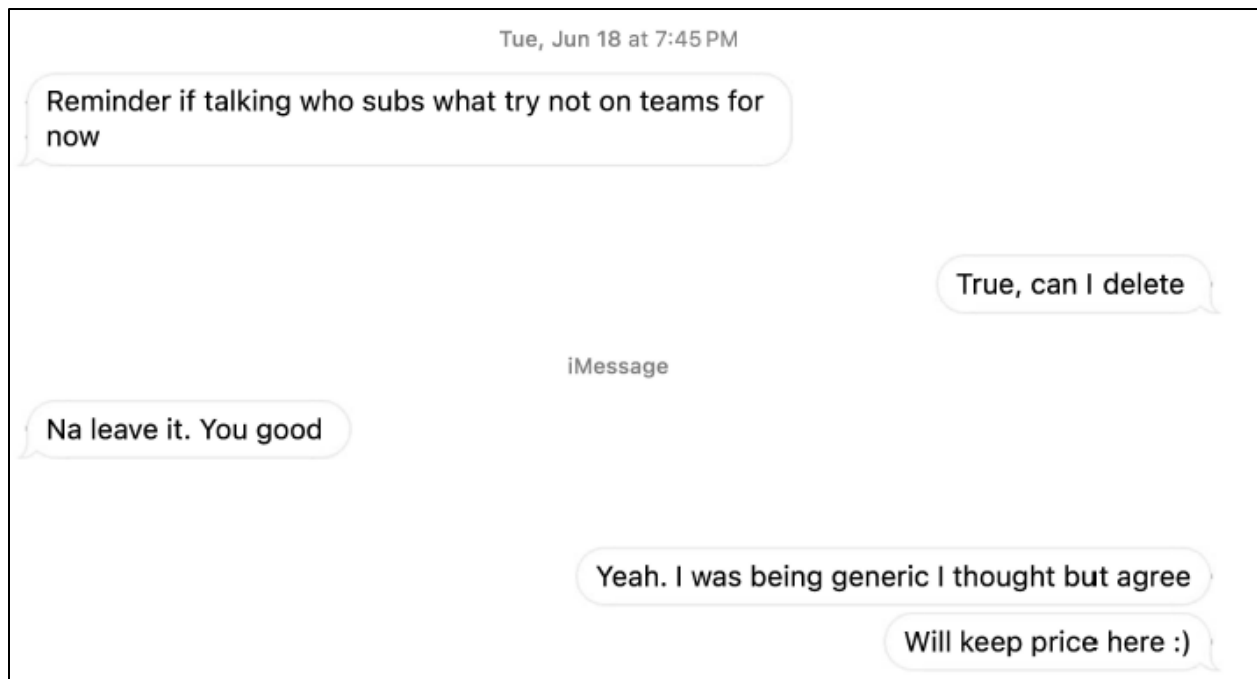 Tue, Jun 18 at 7:45 PM
Reminder if talking who subs what try not on teams for
now
True, can I delete
iMessage
Na leave it. You good
Yeah. I was being generic I thought but agree
Will keep price here :)